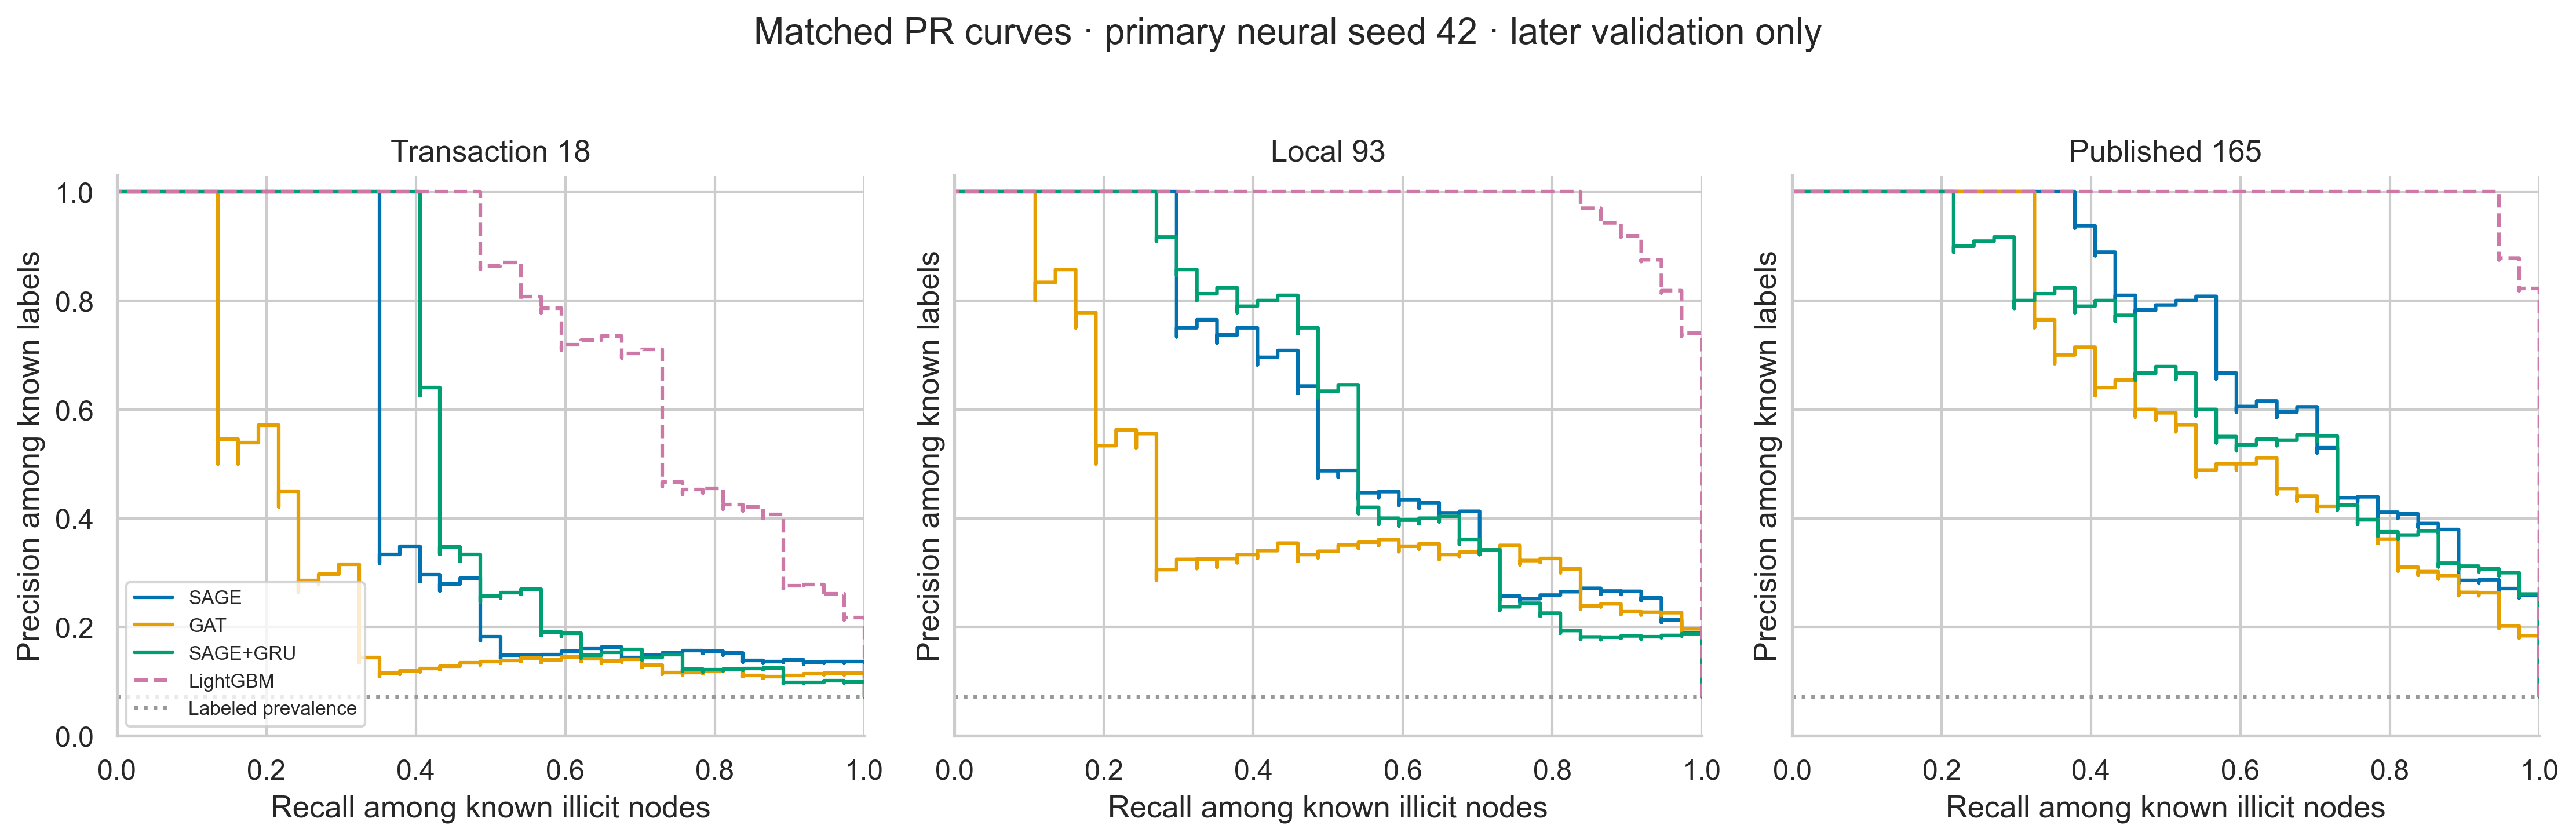 Matched PR curves · primary neural seed 42 · later validation only
Transaction 18
Precision among known labels
1.0
0.8
0.6
0.4
0.2
0.0
SAGE
GAT
SAGE+GRU
LightGBM
Labeled prevalence
0.0 0.2 0.4 0.6 0.8 1.0
Recall among known illicit nodes
Local 93
Precision among known labels
0.0 0.2 0.4 0.6 0.8 1.0
Recall among known illicit nodes
Published 165
Precision among known labels
0.0 0.2 0.4 0.6 0.8 1.0
Recall among known illicit nodes